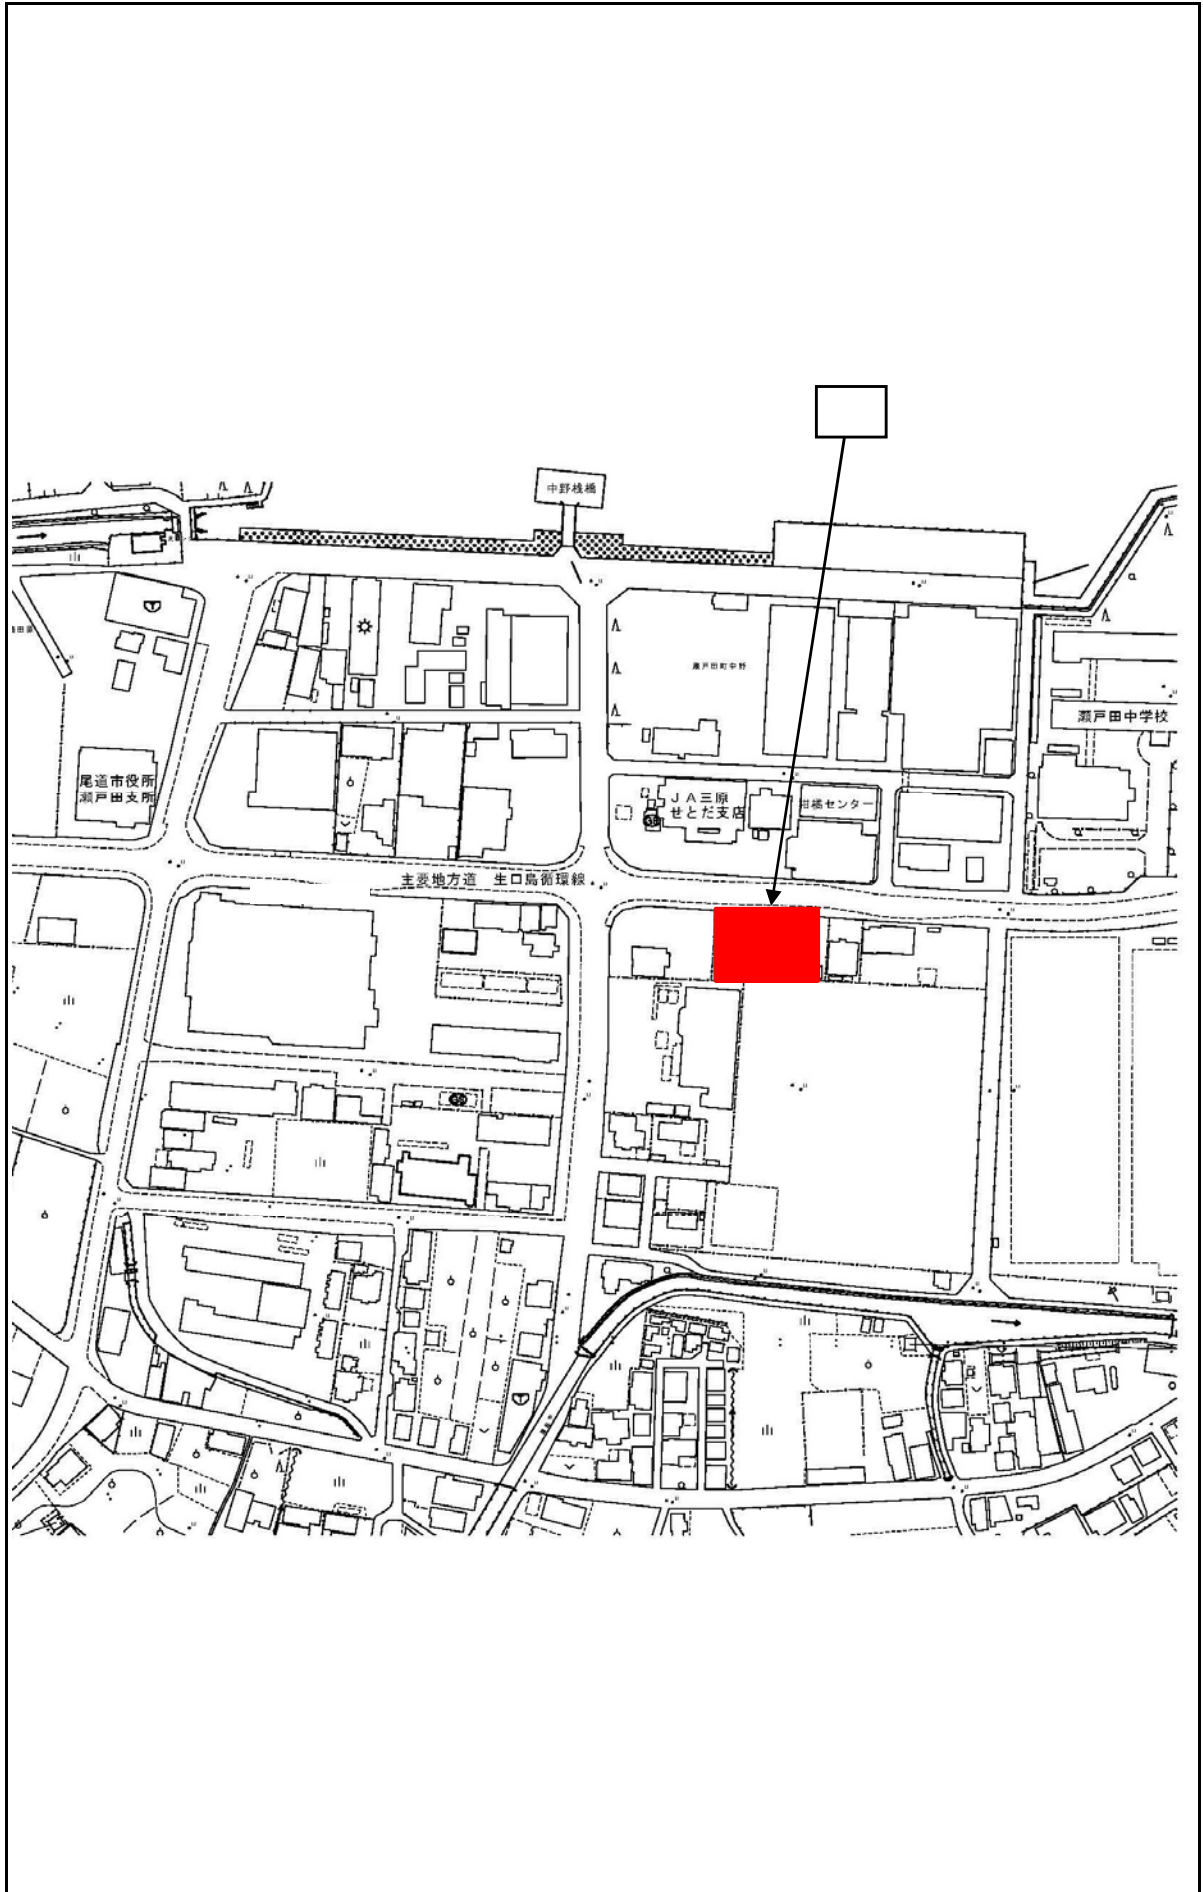 中野桟橋
瀬戸田町中野
瀬戸田中学校
尾道市役所
瀬戸田支所
JA三原
せとだ支店
柑橘センター
主要地方道 生口島循環線